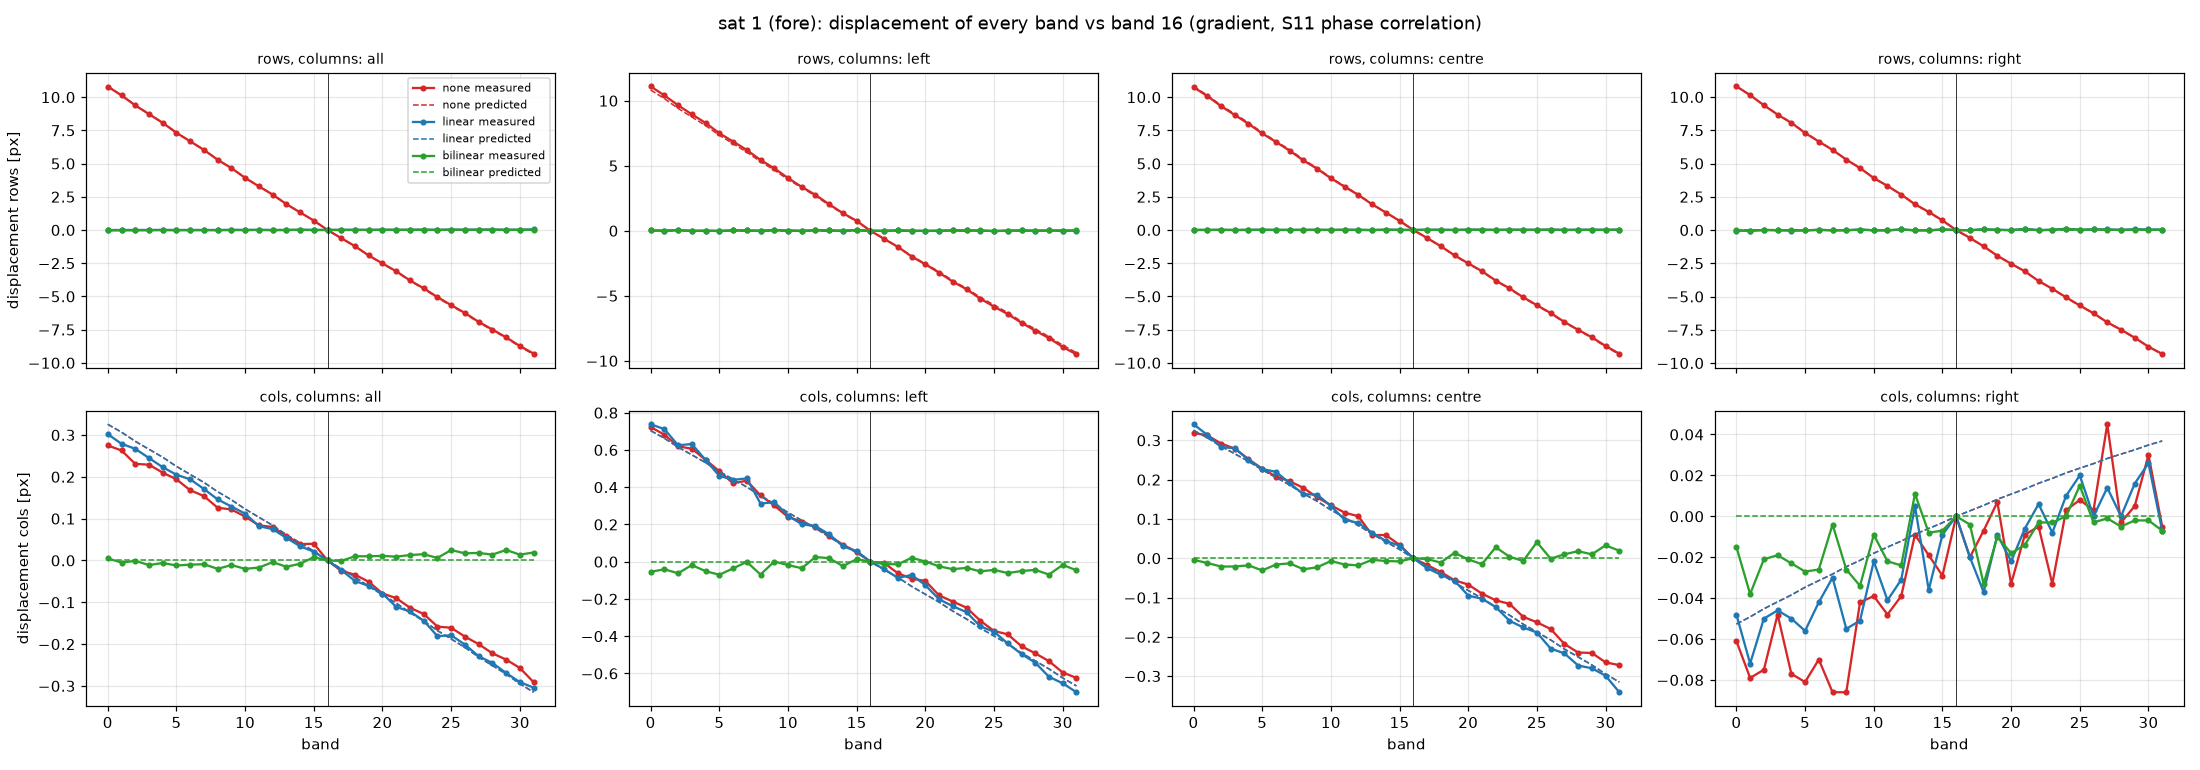 sat 1 (fore): displacement of every band vs band 16 (gradient, S11 phase correlation)
rows, columns: all
10.0
7.5
5.0
2.5
0.0
−2.5
−5.0
−7.5
−10.0
displacement rows [px]
none measured
none predicted
linear measured
linear predicted
bilinear measured
bilinear predicted
rows, columns: left
10
5
0
−5
−10
rows, columns: centre
10.0
7.5
5.0
2.5
0.0
−2.5
−5.0
−7.5
−10.0
rows, columns: right
10.0
7.5
5.0
2.5
0.0
−2.5
−5.0
−7.5
−10.0
cols, columns: all
0.3
0.2
0.1
0.0
−0.1
−0.2
−0.3
displacement cols [px]
0 5 10 15 20 25 30
band
cols, columns: left
0.8
0.6
0.4
0.2
0.0
−0.2
−0.4
−0.6
0 5 10 15 20 25 30
band
cols, columns: centre
0.3
0.2
0.1
0.0
−0.1
−0.2
−0.3
0 5 10 15 20 25 30
band
cols, columns: right
0.04
0.02
0.00
−0.02
−0.04
−0.06
−0.08
0 5 10 15 20 25 30
band